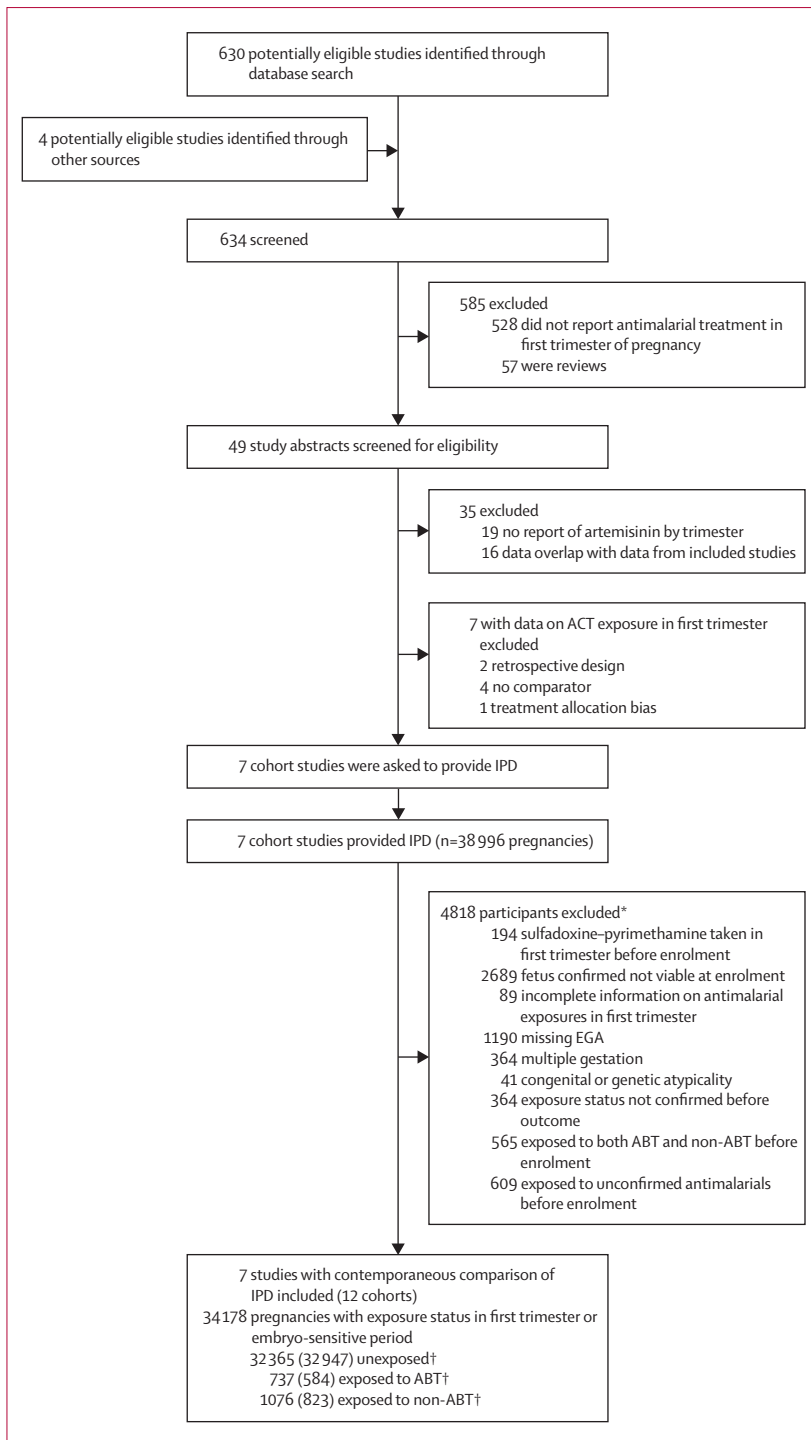 630 potentially eligible studies identified through
database search
4 potentially eligible studies identified through
other sources
634 screened
585 excluded
528 did not report antimalarial treatment in
first trimester of pregnancy
57 were reviews
49 study abstracts screened for eligibility
35 excluded
19 no report of artemisinin by trimester
16 data overlap with data from included studies
7 with data on ACT exposure in first trimester
excluded
2 retrospective design
4 no comparator
1 treatment allocation bias
7 cohort studies were asked to provide IPD
7 cohort studies provided IPD (n=38 996 pregnancies)
4818 participants excluded*
194 sulfadoxine–pyrimethamine taken in
first trimester before enrolment
2689 fetus confirmed not viable at enrolment
89 incomplete information on antimalarial
exposures in first trimester
1190 missing EGA
364 multiple gestation
41 congenital or genetic atypicality
364 exposure status not confirmed before
outcome
565 exposed to both ABT and non-ABT before
enrolment
609 exposed to unconfirmed antimalarials
before enrolment
7 studies with contemporaneous comparison of
IPD included (12 cohorts)
34 178 pregnancies with exposure status in first trimester or
embryo-sensitive period
32 365 (32 947) unexposed†
737 (584) exposed to ABT†
1076 (823) exposed to non-ABT†